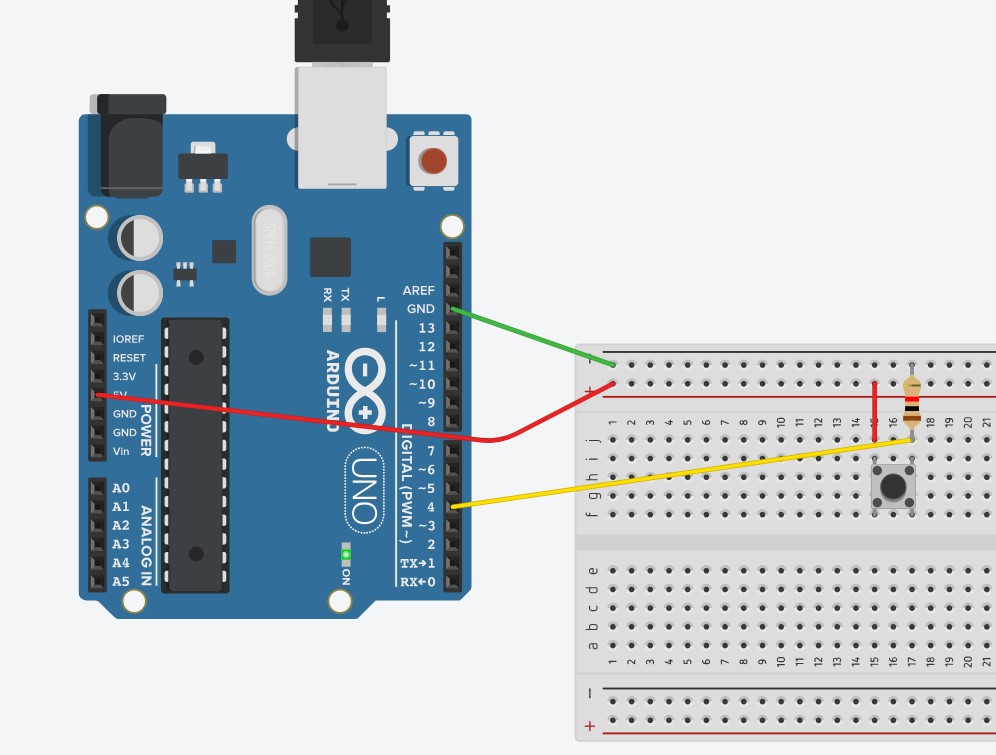 AREF
GND
13
12
~11
~10
~9
8
7
~6
~5
4
~3
2
TX→1
RX←0
DIGITAL (PWM ~)
RX
TX
L
ARDUINO
UNO
ON
IOREF
RESET
3.3V
5V
GND
GND
Vin
POWER
A0
A1
A2
A3
A4
A5
ANALOG IN
−
+
1 2 3 4 5 6 7 8 9 10 11 12 13 14 15 16 17 18 19 20 21
j
i
h
g
f
e
d
c
b
a
1 2 3 4 5 6 7 8 9 10 11 12 13 14 15 16 17 18 19 20 21
−
+